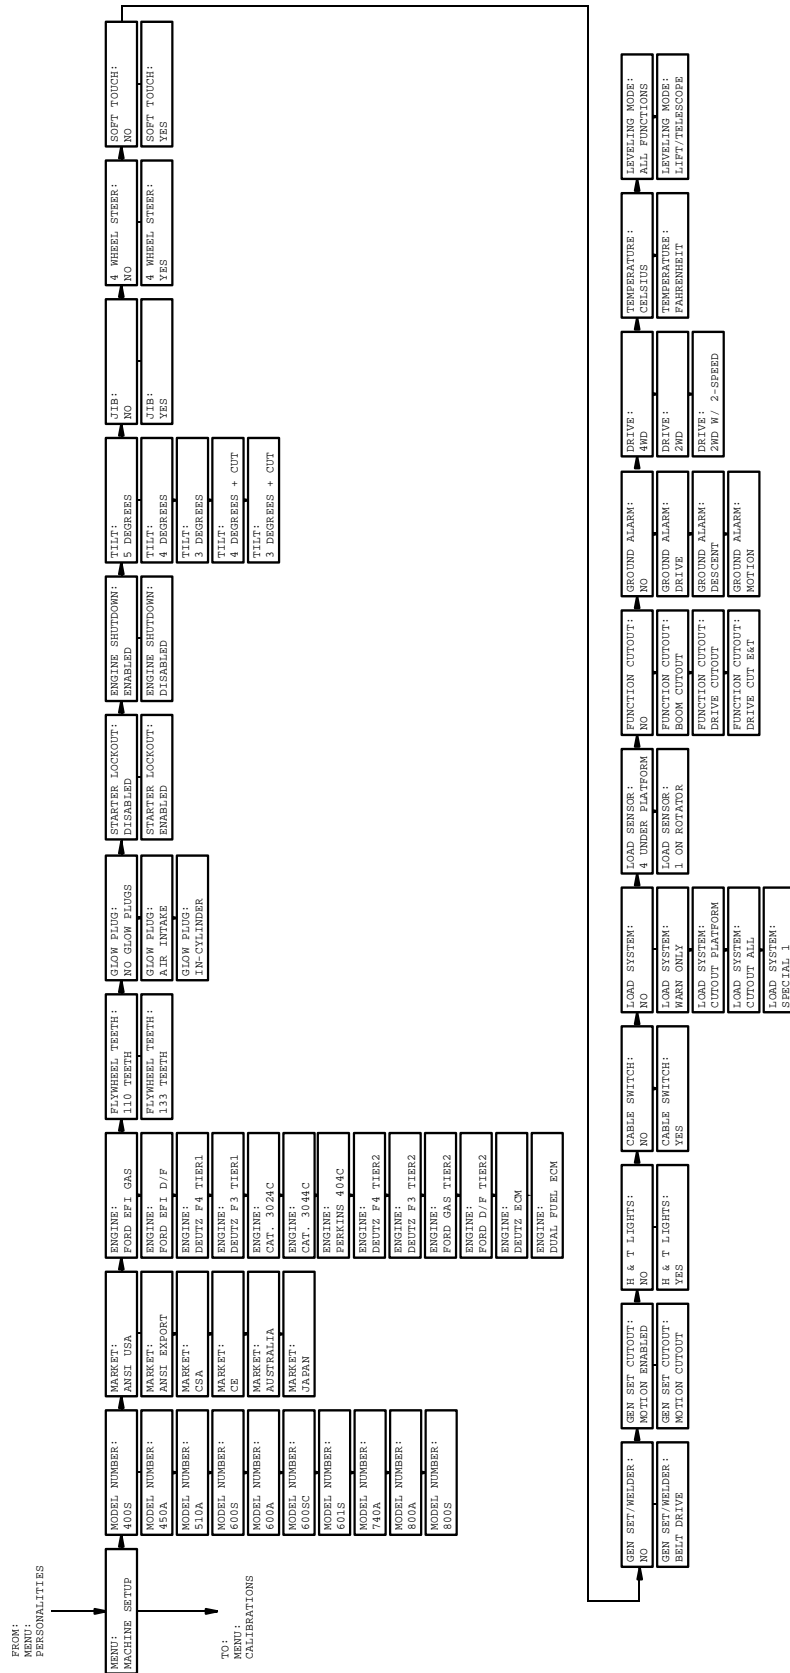 FROM:
MENU:
PERSONALITIES
MENU:
MACHINE SETUP
TO:
MENU:
CALIBRATIONS
MODEL NUMBER:
400S
MODEL NUMBER:
450A
MODEL NUMBER:
510A
MODEL NUMBER:
600S
MODEL NUMBER:
600A
MODEL NUMBER:
600SC
MODEL NUMBER:
601S
MODEL NUMBER:
740A
MODEL NUMBER:
800A
MODEL NUMBER:
800S
MARKET:
ANSI USA
MARKET:
ANSI EXPORT
MARKET:
CSA
MARKET:
CE
MARKET:
AUSTRALIA
MARKET:
JAPAN
ENGINE:
FORD EFI GAS
ENGINE:
FORD EFI D/F
ENGINE:
DEUTZ F4 TIER1
ENGINE:
DEUTZ F3 TIER1
ENGINE:
CAT. 3024C
ENGINE:
CAT. 3044C
ENGINE:
PERKINS 404C
ENGINE:
DEUTZ F4 TIER2
ENGINE:
DEUTZ F3 TIER2
ENGINE:
FORD GAS TIER2
ENGINE:
FORD D/F TIER2
ENGINE:
DEUTZ ECM
ENGINE:
DUAL FUEL ECM
FLYWHEEL TEETH:
110 TEETH
FLYWHEEL TEETH:
133 TEETH
GLOW PLUG:
NO GLOW PLUGS
GLOW PLUG:
AIR INTAKE
GLOW PLUG:
IN-CYLINDER
STARTER LOCKOUT:
DISABLED
STARTER LOCKOUT:
ENABLED
ENGINE SHUTDOWN:
ENABLED
ENGINE SHUTDOWN:
DISABLED
TILT:
5 DEGREES
TILT:
4 DEGREES
TILT:
3 DEGREES
TILT:
4 DEGREES + CUT
TILT:
3 DEGREES + CUT
JIB:
NO
JIB:
YES
4 WHEEL STEER:
NO
4 WHEEL STEER:
YES
SOFT TOUCH:
NO
SOFT TOUCH:
YES
GEN SET/WELDER:
NO
GEN SET/WELDER:
BELT DRIVE
GEN SET CUTOUT:
MOTION ENABLED
GEN SET CUTOUT:
MOTION CUTOUT
H & T LIGHTS:
NO
H & T LIGHTS:
YES
CABLE SWITCH:
NO
CABLE SWITCH:
YES
LOAD SYSTEM:
NO
LOAD SYSTEM:
WARN ONLY
LOAD SYSTEM:
CUTOUT PLATFORM
LOAD SYSTEM:
CUTOUT ALL
LOAD SYSTEM:
SPECIAL 1
LOAD SENSOR:
4 UNDER PLATFORM
LOAD SENSOR:
1 ON ROTATOR
FUNCTION CUTOUT:
NO
FUNCTION CUTOUT:
BOOM CUTOUT
FUNCTION CUTOUT:
DRIVE CUTOUT
FUNCTION CUTOUT:
DRIVE CUT E&T
GROUND ALARM:
NO
GROUND ALARM:
DRIVE
GROUND ALARM:
DESCENT
GROUND ALARM:
MOTION
DRIVE:
4WD
DRIVE:
2WD
DRIVE:
2WD W/ 2-SPEED
TEMPERATURE:
CELSIUS
TEMPERATURE:
FAHRENHEIT
LEVELING MODE:
ALL FUNCTIONS
LEVELING MODE:
LIFT/TELESCOPE